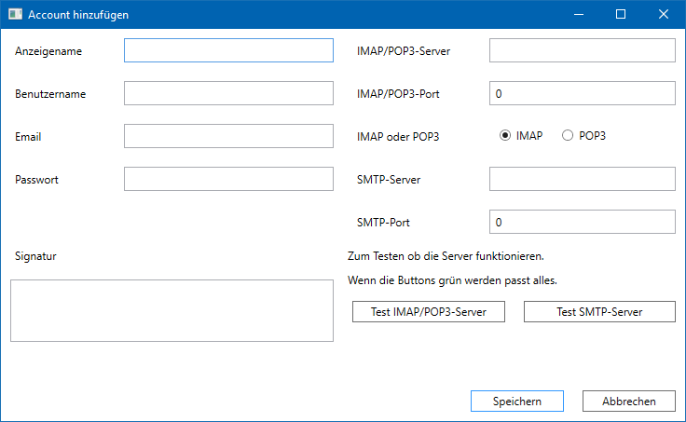 Account hinzufügen
Anzeigename
Benutzername
Email
Passwort
Signatur
IMAP/POP3-Server
IMAP/POP3-Port 0
IMAP oder POP3 IMAP POP3
SMTP-Server
SMTP-Port 0
Zum Testen ob die Server funktionieren.
Wenn die Buttons grün werden passt alles.
Test IMAP/POP3-Server Test SMTP-Server
Speichern Abbrechen